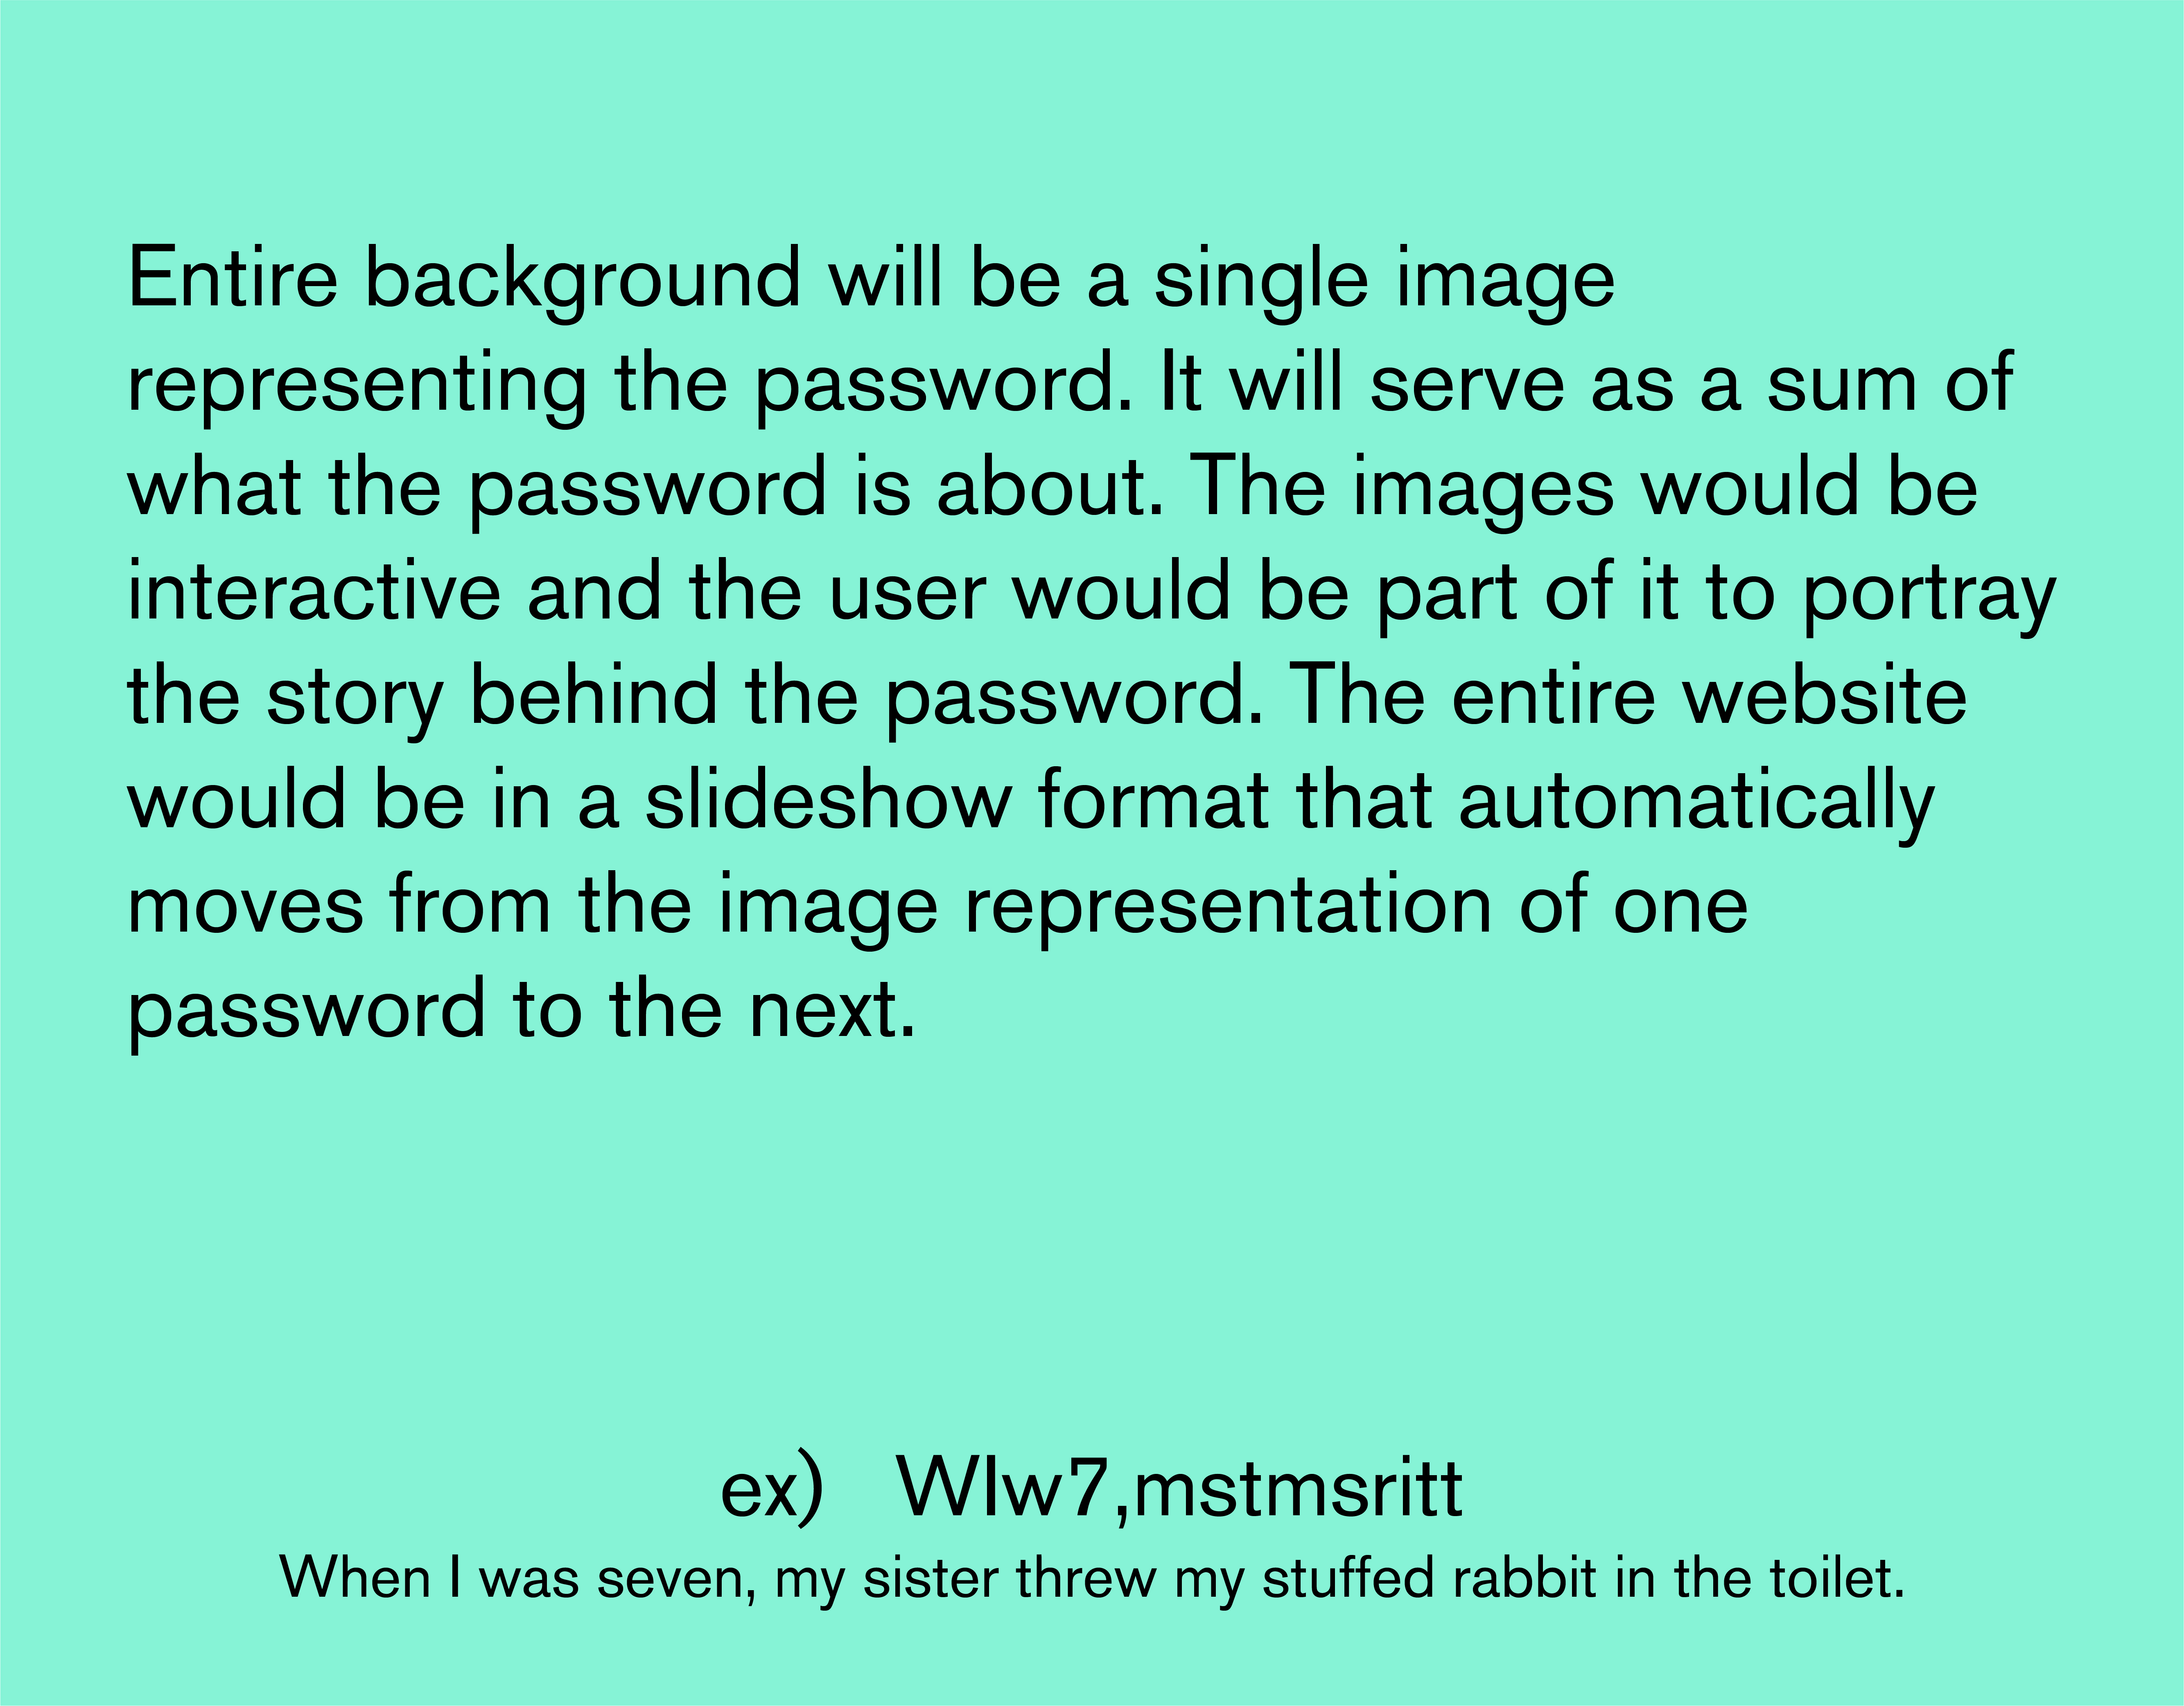 Entire background will be a single image
representing the password. It will serve as a sum of
what the password is about. The images would be
interactive and the user would be part of it to portray
the story behind the password. The entire website
would be in a slideshow format that automatically
moves from the image representation of one
password to the next.
ex) WIw7,mstmsritt
When I was seven, my sister threw my stuffed rabbit in the toilet.